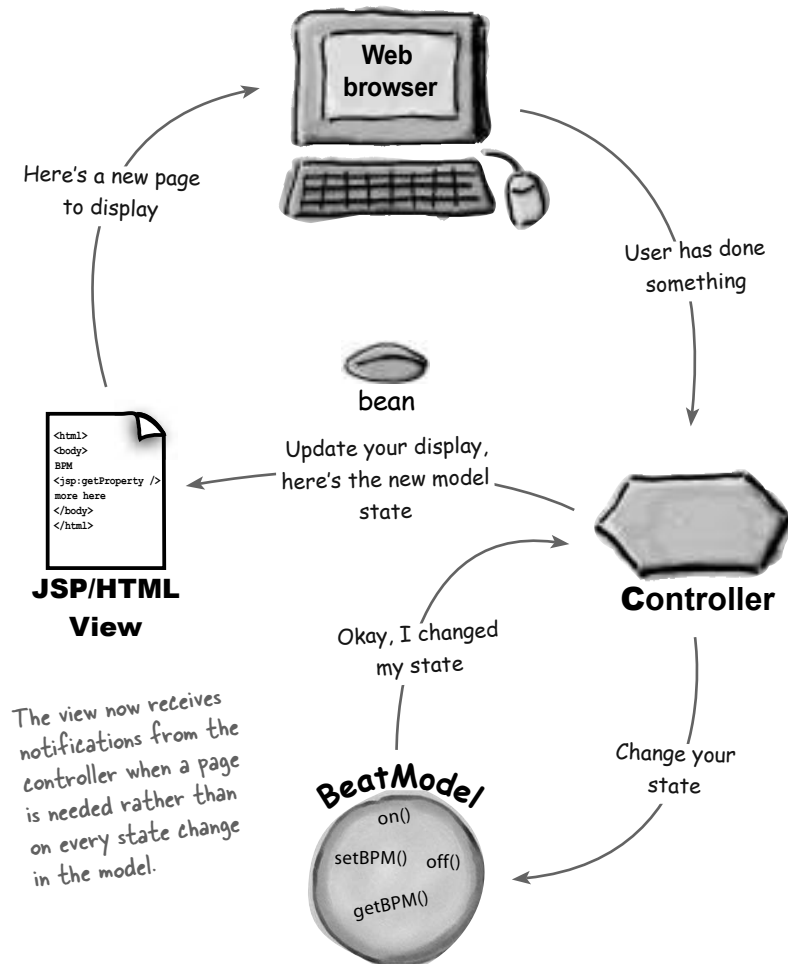 Web
browser
Here's a new page
to display
User has done
something
bean
Update your display,
here's the new model
state
<html>
<body>
BPM
<jsp:getProperty />
more here
</body>
</html>
JSP/HTML
View
Controller
Okay, I changed
my state
The view now receives
notifications from the
controller when a page
is needed rather than
on every state change
in the model.
Change your
state
BeatModel
on()
setBPM()
off()
getBPM()